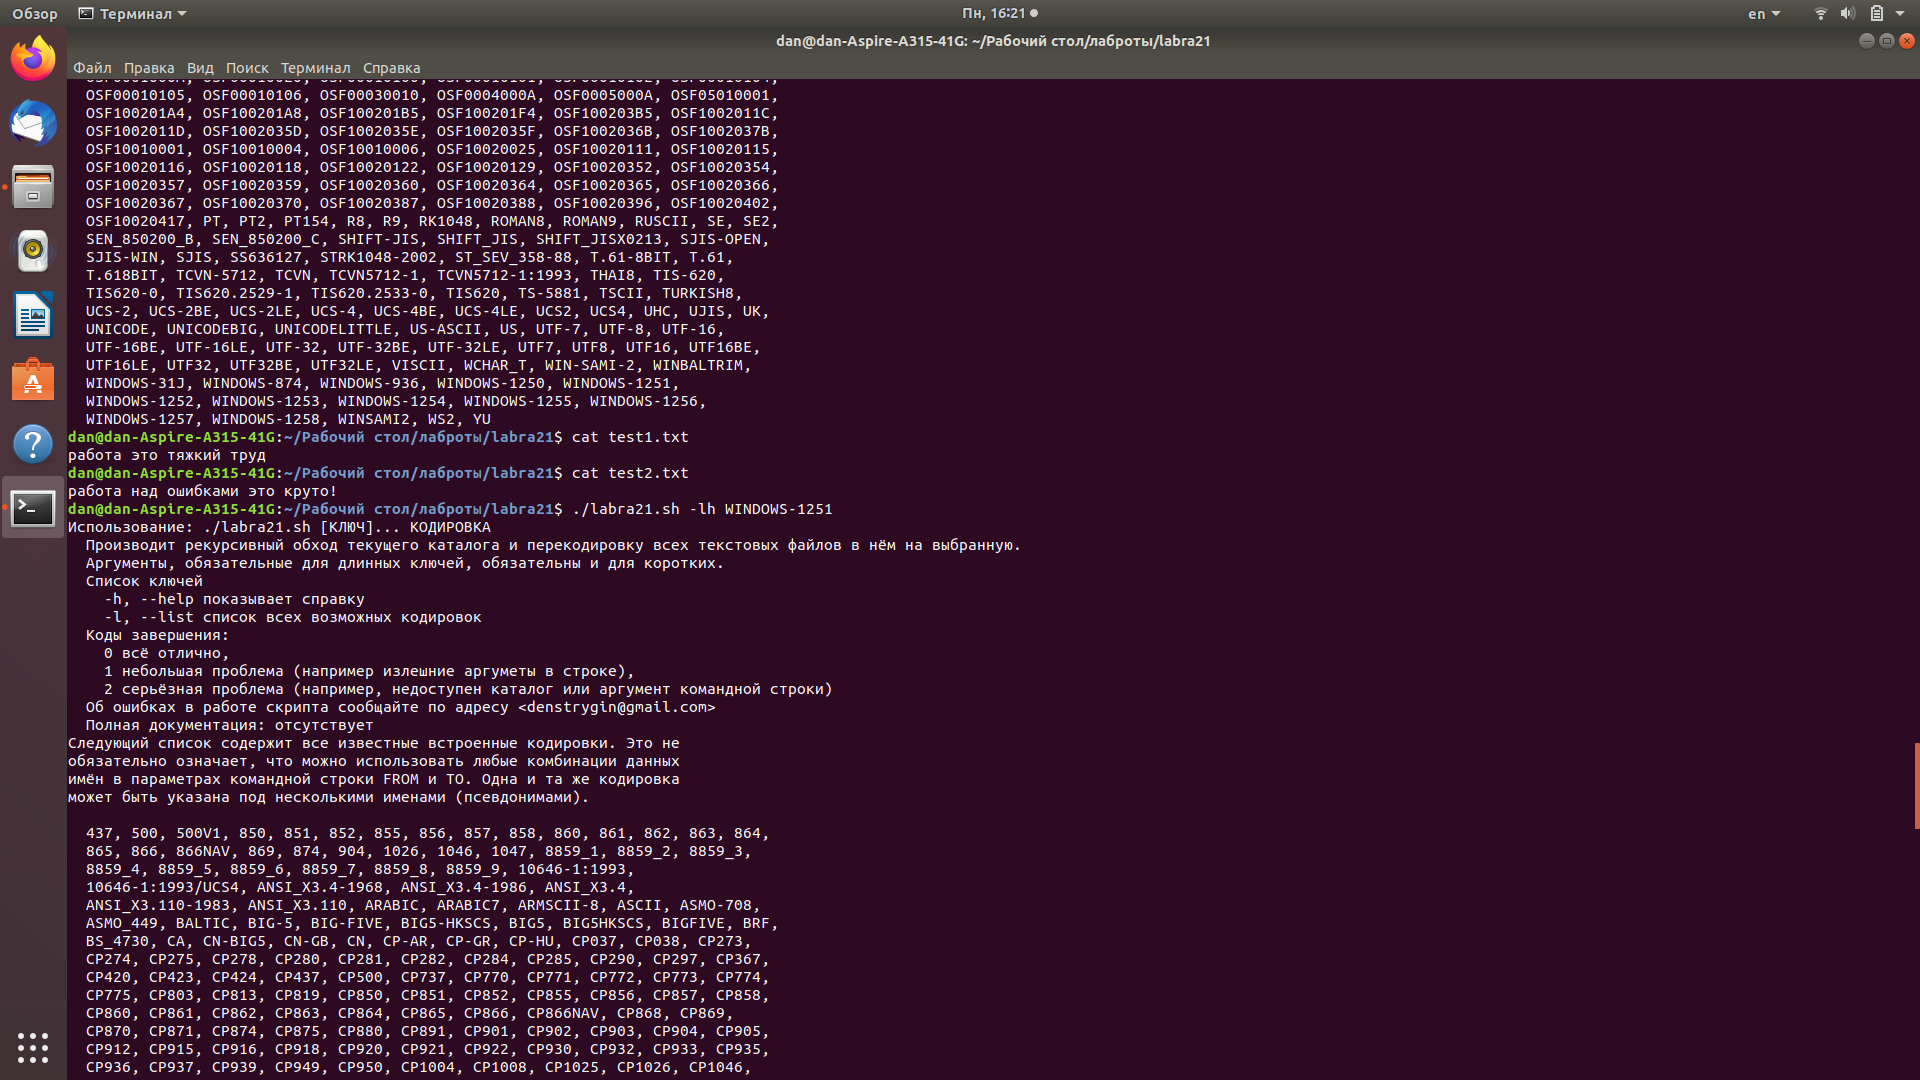 Обзор
Терминал
Пн, 16:21
en
dan@dan-Aspire-A315-41G: ~/Рабочий стол/лаброты/labra21
Файл Правка Вид Поиск Терминал Справка
OSF00010105, OSF00010106, OSF00030010, OSF0004000A, OSF0005000A, OSF05010001,
OSF100201A4, OSF100201A8, OSF100201B5, OSF100201F4, OSF100203B5, OSF1002011C,
OSF1002011D, OSF1002035D, OSF1002035E, OSF1002035F, OSF1002036B, OSF1002037B,
OSF10010001, OSF10010004, OSF10010006, OSF10020025, OSF10020111, OSF10020115,
OSF10020116, OSF10020118, OSF10020122, OSF10020129, OSF10020352, OSF10020354,
OSF10020357, OSF10020359, OSF10020360, OSF10020364, OSF10020365, OSF10020366,
OSF10020367, OSF10020370, OSF10020387, OSF10020388, OSF10020396, OSF10020402,
OSF10020417, PT, PT2, PT154, R8, R9, RK1048, ROMAN8, ROMAN9, RUSCII, SE, SE2,
SEN_850200_B, SEN_850200_C, SHIFT-JIS, SHIFT_JIS, SHIFT_JISX0213, SJIS-OPEN,
SJIS-WIN, SJIS, SS636127, STRK1048-2002, ST_SEV_358-88, T.61-8BIT, T.61,
T.618BIT, TCVN-5712, TCVN, TCVN5712-1, TCVN5712-1:1993, THAI8, TIS-620,
TIS620-0, TIS620.2529-1, TIS620.2533-0, TIS620, TS-5881, TSCII, TURKISH8,
UCS-2, UCS-2BE, UCS-2LE, UCS-4, UCS-4BE, UCS-4LE, UCS2, UCS4, UHC, UJIS, UK,
UNICODE, UNICODEBIG, UNICODELITTLE, US-ASCII, US, UTF-7, UTF-8, UTF-16,
UTF-16BE, UTF-16LE, UTF-32, UTF-32BE, UTF-32LE, UTF7, UTF8, UTF16, UTF16BE,
UTF16LE, UTF32, UTF32BE, UTF32LE, VISCII, WCHAR_T, WIN-SAMI-2, WINBALTRIM,
WINDOWS-31J, WINDOWS-874, WINDOWS-936, WINDOWS-1250, WINDOWS-1251,
WINDOWS-1252, WINDOWS-1253, WINDOWS-1254, WINDOWS-1255, WINDOWS-1256,
WINDOWS-1257, WINDOWS-1258, WINSAMI2, WS2, YU
dan@dan-Aspire-A315-41G:~/Рабочий стол/лаброты/labra21$ cat test1.txt
работа это тяжкий труд
dan@dan-Aspire-A315-41G:~/Рабочий стол/лаброты/labra21$ cat test2.txt
работа над ошибками это круто!
dan@dan-Aspire-A315-41G:~/Рабочий стол/лаброты/labra21$ ./labra21.sh -lh WINDOWS-1251
Использование: ./labra21.sh [КЛЮЧ]... КОДИРОВКА
Производит рекурсивный обход текущего каталога и перекодировку всех текстовых файлов в нём на выбранную.
Аргументы, обязательные для длинных ключей, обязательны и для коротких.
Список ключей
-h, --help показывает справку
-l, --list список всех возможных кодировок
Коды завершения:
0 всё отлично,
1 небольшая проблема (например излешние аргуметы в строке),
2 серьёзная проблема (например, недоступен каталог или аргумент командной строки)
Об ошибках в работе скрипта сообщайте по адресу <denstrygin@gmail.com>
Полная документация: отсутствует
Следующий список содержит все известные встроенные кодировки. Это не
обязательно означает, что можно использовать любые комбинации данных
имён в параметрах командной строки FROM и TO. Одна и та же кодировка
может быть указана под несколькими именами (псевдонимами).
437, 500, 500V1, 850, 851, 852, 855, 856, 857, 858, 860, 861, 862, 863, 864,
865, 866, 866NAV, 869, 874, 904, 1026, 1046, 1047, 8859_1, 8859_2, 8859_3,
8859_4, 8859_5, 8859_6, 8859_7, 8859_8, 8859_9, 10646-1:1993,
10646-1:1993/UCS4, ANSI_X3.4-1968, ANSI_X3.4-1986, ANSI_X3.4,
ANSI_X3.110-1983, ANSI_X3.110, ARABIC, ARABIC7, ARMSCII-8, ASCII, ASMO-708,
ASMO_449, BALTIC, BIG-5, BIG-FIVE, BIG5-HKSCS, BIG5, BIG5HKSCS, BIGFIVE, BRF,
BS_4730, CA, CN-BIG5, CN-GB, CN, CP-AR, CP-GR, CP-HU, CP037, CP038, CP273,
CP274, CP275, CP278, CP280, CP281, CP282, CP284, CP285, CP290, CP297, CP367,
CP420, CP423, CP424, CP437, CP500, CP737, CP770, CP771, CP772, CP773, CP774,
CP775, CP803, CP813, CP819, CP850, CP851, CP852, CP855, CP856, CP857, CP858,
CP860, CP861, CP862, CP863, CP864, CP865, CP866, CP866NAV, CP868, CP869,
CP870, CP871, CP874, CP875, CP880, CP891, CP901, CP902, CP903, CP904, CP905,
CP912, CP915, CP916, CP918, CP920, CP921, CP922, CP930, CP932, CP933, CP935,
CP936, CP937, CP939, CP949, CP950, CP1004, CP1008, CP1025, CP1026, CP1046,